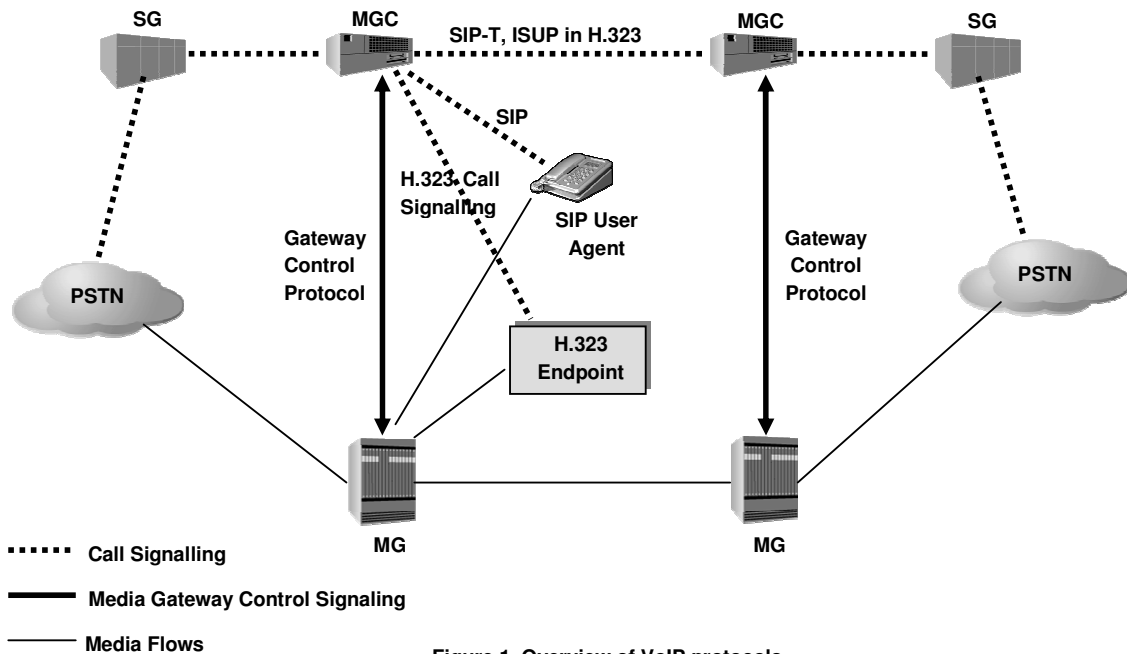 SG
MGC
SIP-T, ISUP in H.323
MGC
SG
SIP
H.323 Call
Signalling
SIP User
Agent
Gateway
Control
Protocol
Gateway
Control
Protocol
PSTN
PSTN
H.323
Endpoint
MG
MG
Call Signalling
Media Gateway Control Signaling
Media Flows
Figure 1 Overview of VoIP protocols